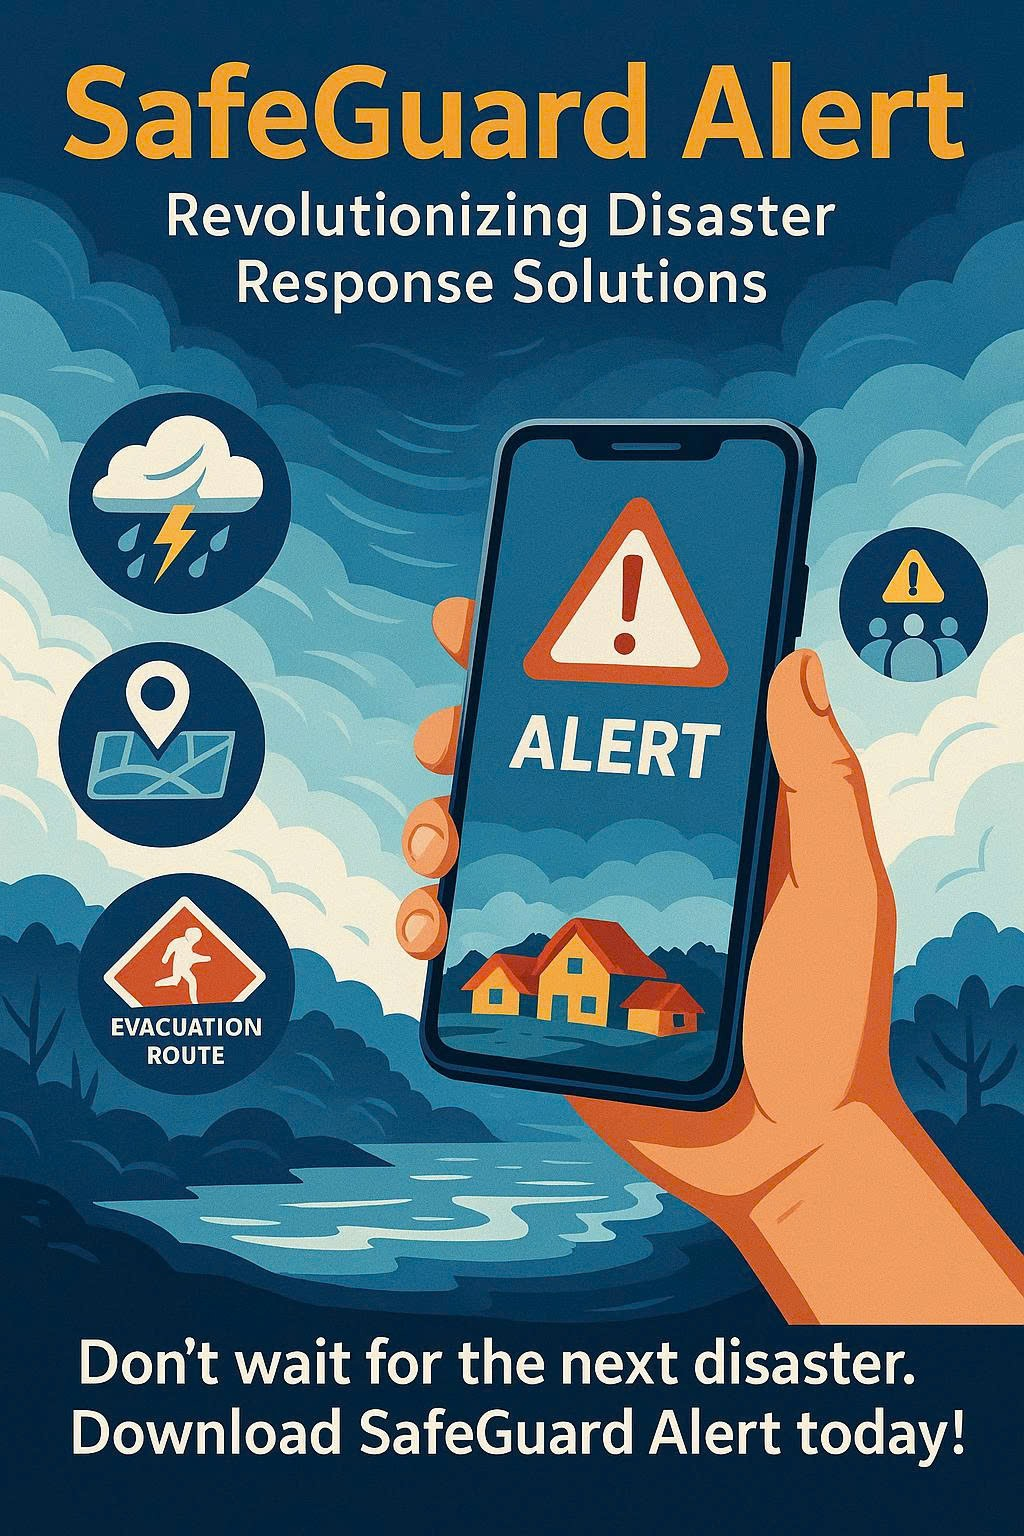 SafeGuard Alert
Revolutionizing Disaster
Response Solutions
ALERT
EVACUATION
ROUTE
Don't wait for the next disaster.
Download SafeGuard Alert today!